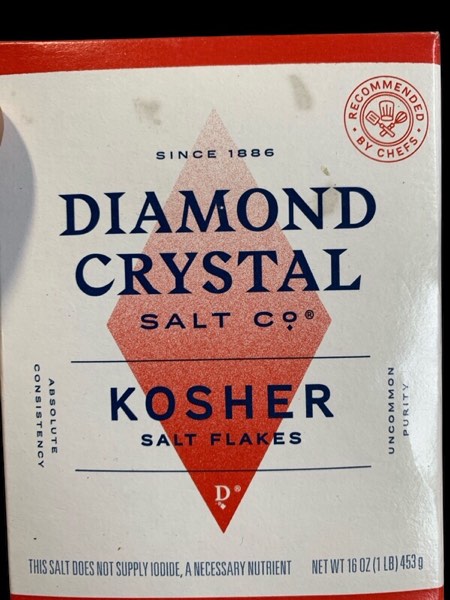 RECOMMENDED
BY CHEFS
SINCE 1886
DIAMOND
CRYSTAL
SALT Co®
KOSHER
SALT FLAKES
ABSOLUTE
CONSISTENCY
UNCOMMON
PURITY
D®
THIS SALT DOES NOT SUPPLY IODIDE, A NECESSARY NUTRIENT NET WT 16 OZ (1 LB) 453 g